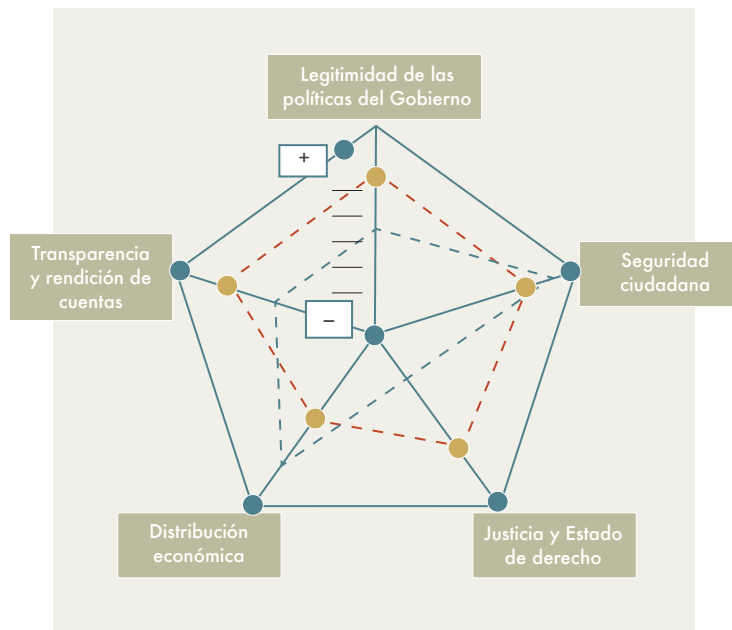 Legitimidad de las
políticas del Gobierno
+
Transparencia
y rendición de
cuentas
Seguridad
ciudadana
–
Distribución
económica
Justicia y Estado
de derecho